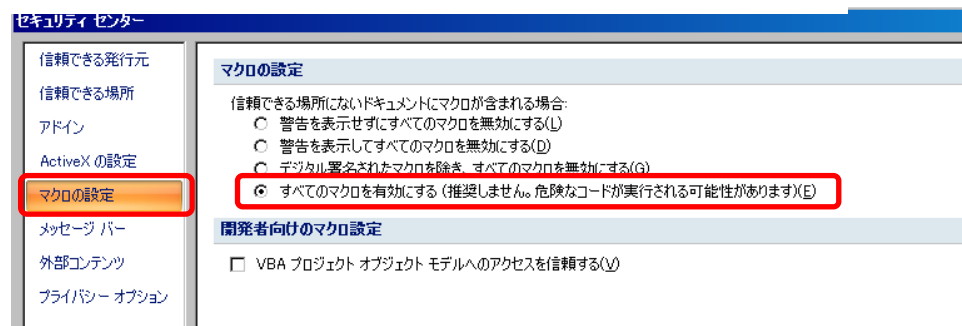 セキュリティ センター
信頼できる発行元
信頼できる場所
アドイン
ActiveX の設定
マクロの設定
メッセージ バー
外部コンテンツ
プライバシー オプション
マクロの設定
信頼できる場所にないドキュメントにマクロが含まれる場合:
警告を表示せずにすべてのマクロを無効にする(L)
警告を表示してすべてのマクロを無効にする(D)
デジタル署名されたマクロを除き、すべてのマクロを無効にする(G)
すべてのマクロを有効にする (推奨しません。危険なコードが実行される可能性があります)(E)
開発者向けのマクロ設定
VBA プロジェクト オブジェクト モデルへのアクセスを信頼する(V)